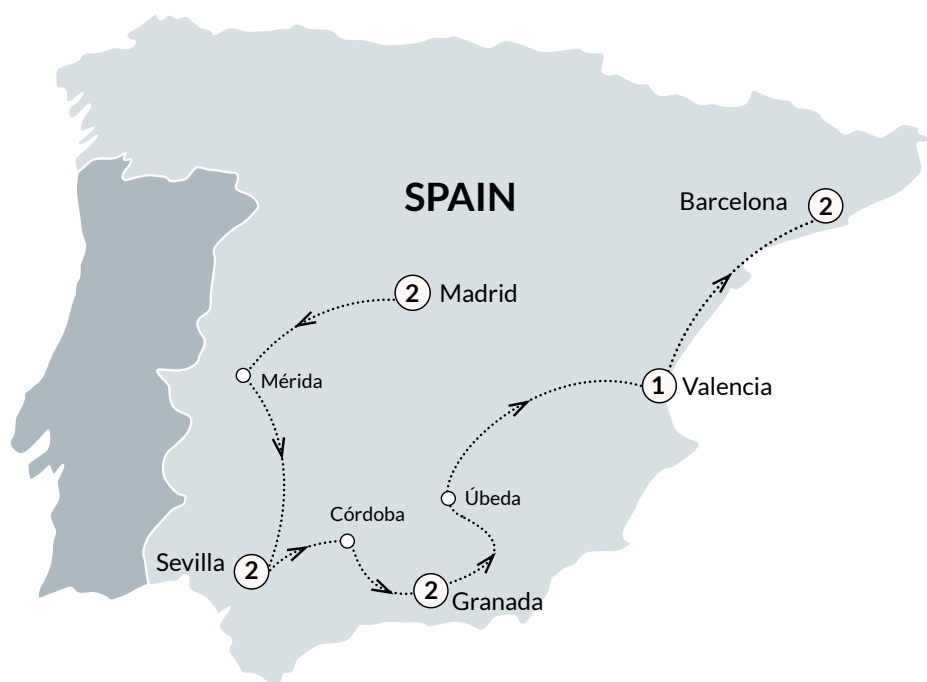 SPAIN
Barcelona 2
2 Madrid
Mérida
1 Valencia
Úbeda
Córdoba
Sevilla 2
2 Granada